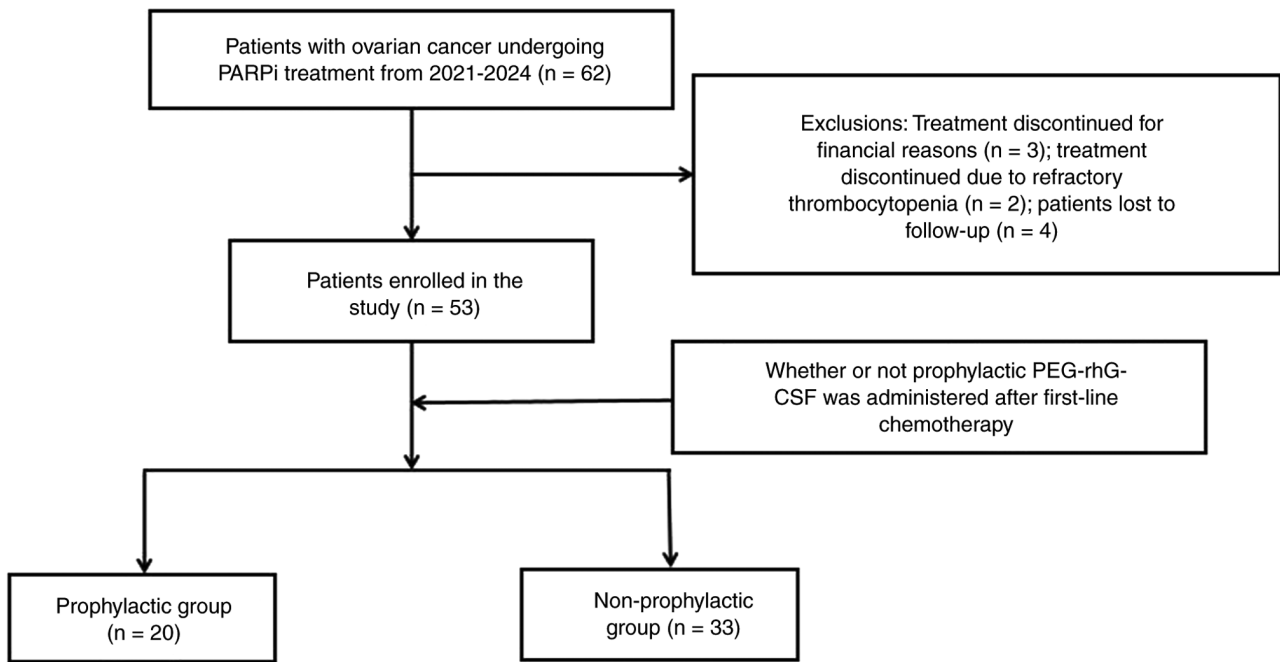 Patients with ovarian cancer undergoing
PARPi treatment from 2021-2024 (n = 62)
Exclusions: Treatment discontinued for
financial reasons (n = 3); treatment
discontinued due to refractory
thrombocytopenia (n = 2); patients lost to
follow-up (n = 4)
Patients enrolled in the
study (n = 53)
Whether or not prophylactic PEG-rhG-
CSF was administered after first-line
chemotherapy
Prophylactic group
(n = 20)
Non-prophylactic
group (n = 33)